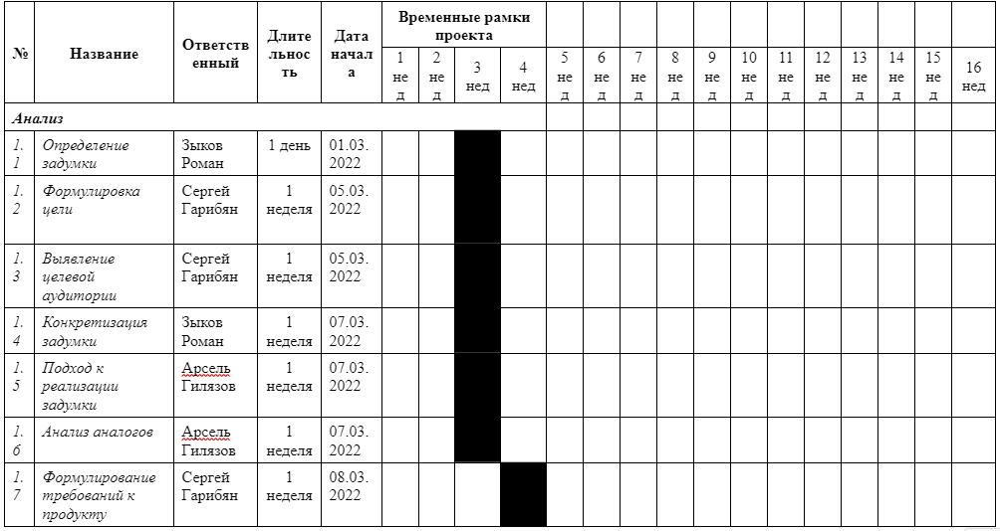 №
Название
Ответств
енный
Длите
льнос
ть
Дата
начал
а
Временные рамки
проекта
1
не
д
2
не
д
3
нед
4
нед
5
не
д
6
не
д
7
не
д
8
не
д
9
не
д
10
не
д
11
не
д
12
не
д
13
не
д
14
не
д
15
не
д
16
нед
Анализ
1.
1
Определение
задумки
Зыков
Роман
1 день
01.03.
2022
1.
2
Формулировка
цели
Сергей
Гарибян
1
неделя
05.03.
2022
1.
3
Выявление
целевой
аудитории
Сергей
Гарибян
1
неделя
05.03.
2022
1.
4
Конкретизация
задумки
Зыков
Роман
1
неделя
07.03.
2022
1.
5
Подход к
реализации
задумки
Арсель
Гилязов
1
неделя
07.03.
2022
1.
6
Анализ аналогов
Арсель
Гилязов
1
неделя
07.03.
2022
1.
7
Формулирование
требований к
продукту
Сергей
Гарибян
1
неделя
08.03.
2022